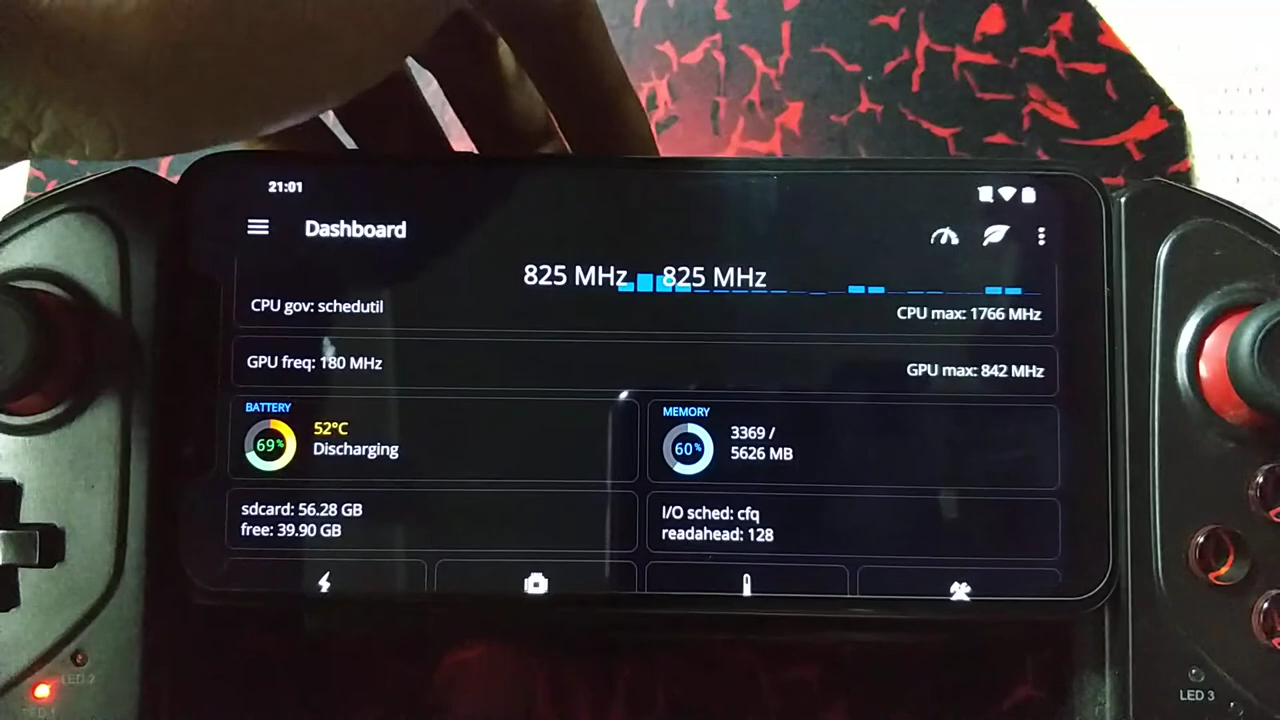 21:01
Dashboard
825 MHz 825 MHz
CPU gov: schedutil
CPU max: 1766 MHz
GPU freq: 180 MHz
GPU max: 842 MHz
BATTERY
69%
52°C
Discharging
MEMORY
60%
3369 /
5626 MB
sdcard: 56.28 GB
free: 39.90 GB
I/O sched: cfq
readahead: 128
LED 2
LED 1
LED 3